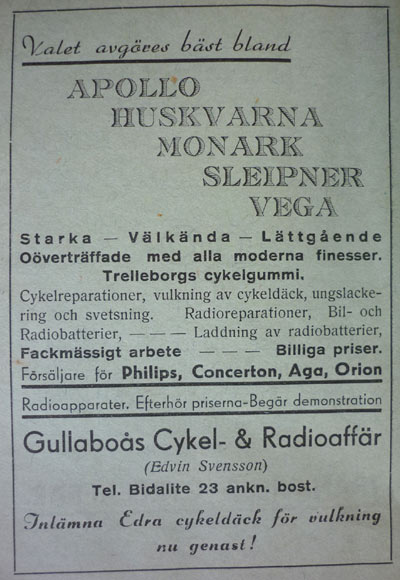 Valet avgöres bäst bland
APOLLO
HUSKVARNA
MONARK
SLEIPNER
VEGA
Starka — Välkända — Lättgående
Oöverträffade med alla moderna finesser.
Trelleborgs cykelgummi.
Cykelreparationer, vulkning av cykeldäck, ungslacke-
ring och svetsning. Radioreparationer, Bil- och
Radiobatterier, — — — Laddning av radiobatterier,
Fackmässigt arbete — — — Billiga priser.
Försäljare för Philips, Concerton, Aga, Orion
Radioapparater. Efterhör priserna-Begär demonstration
Gullaboås Cykel- & Radioaffär
(Edvin Svensson)
Tel. Bidalite 23 ankn. bost.
Inlämna Edra cykeldäck för vulkning
nu genast!